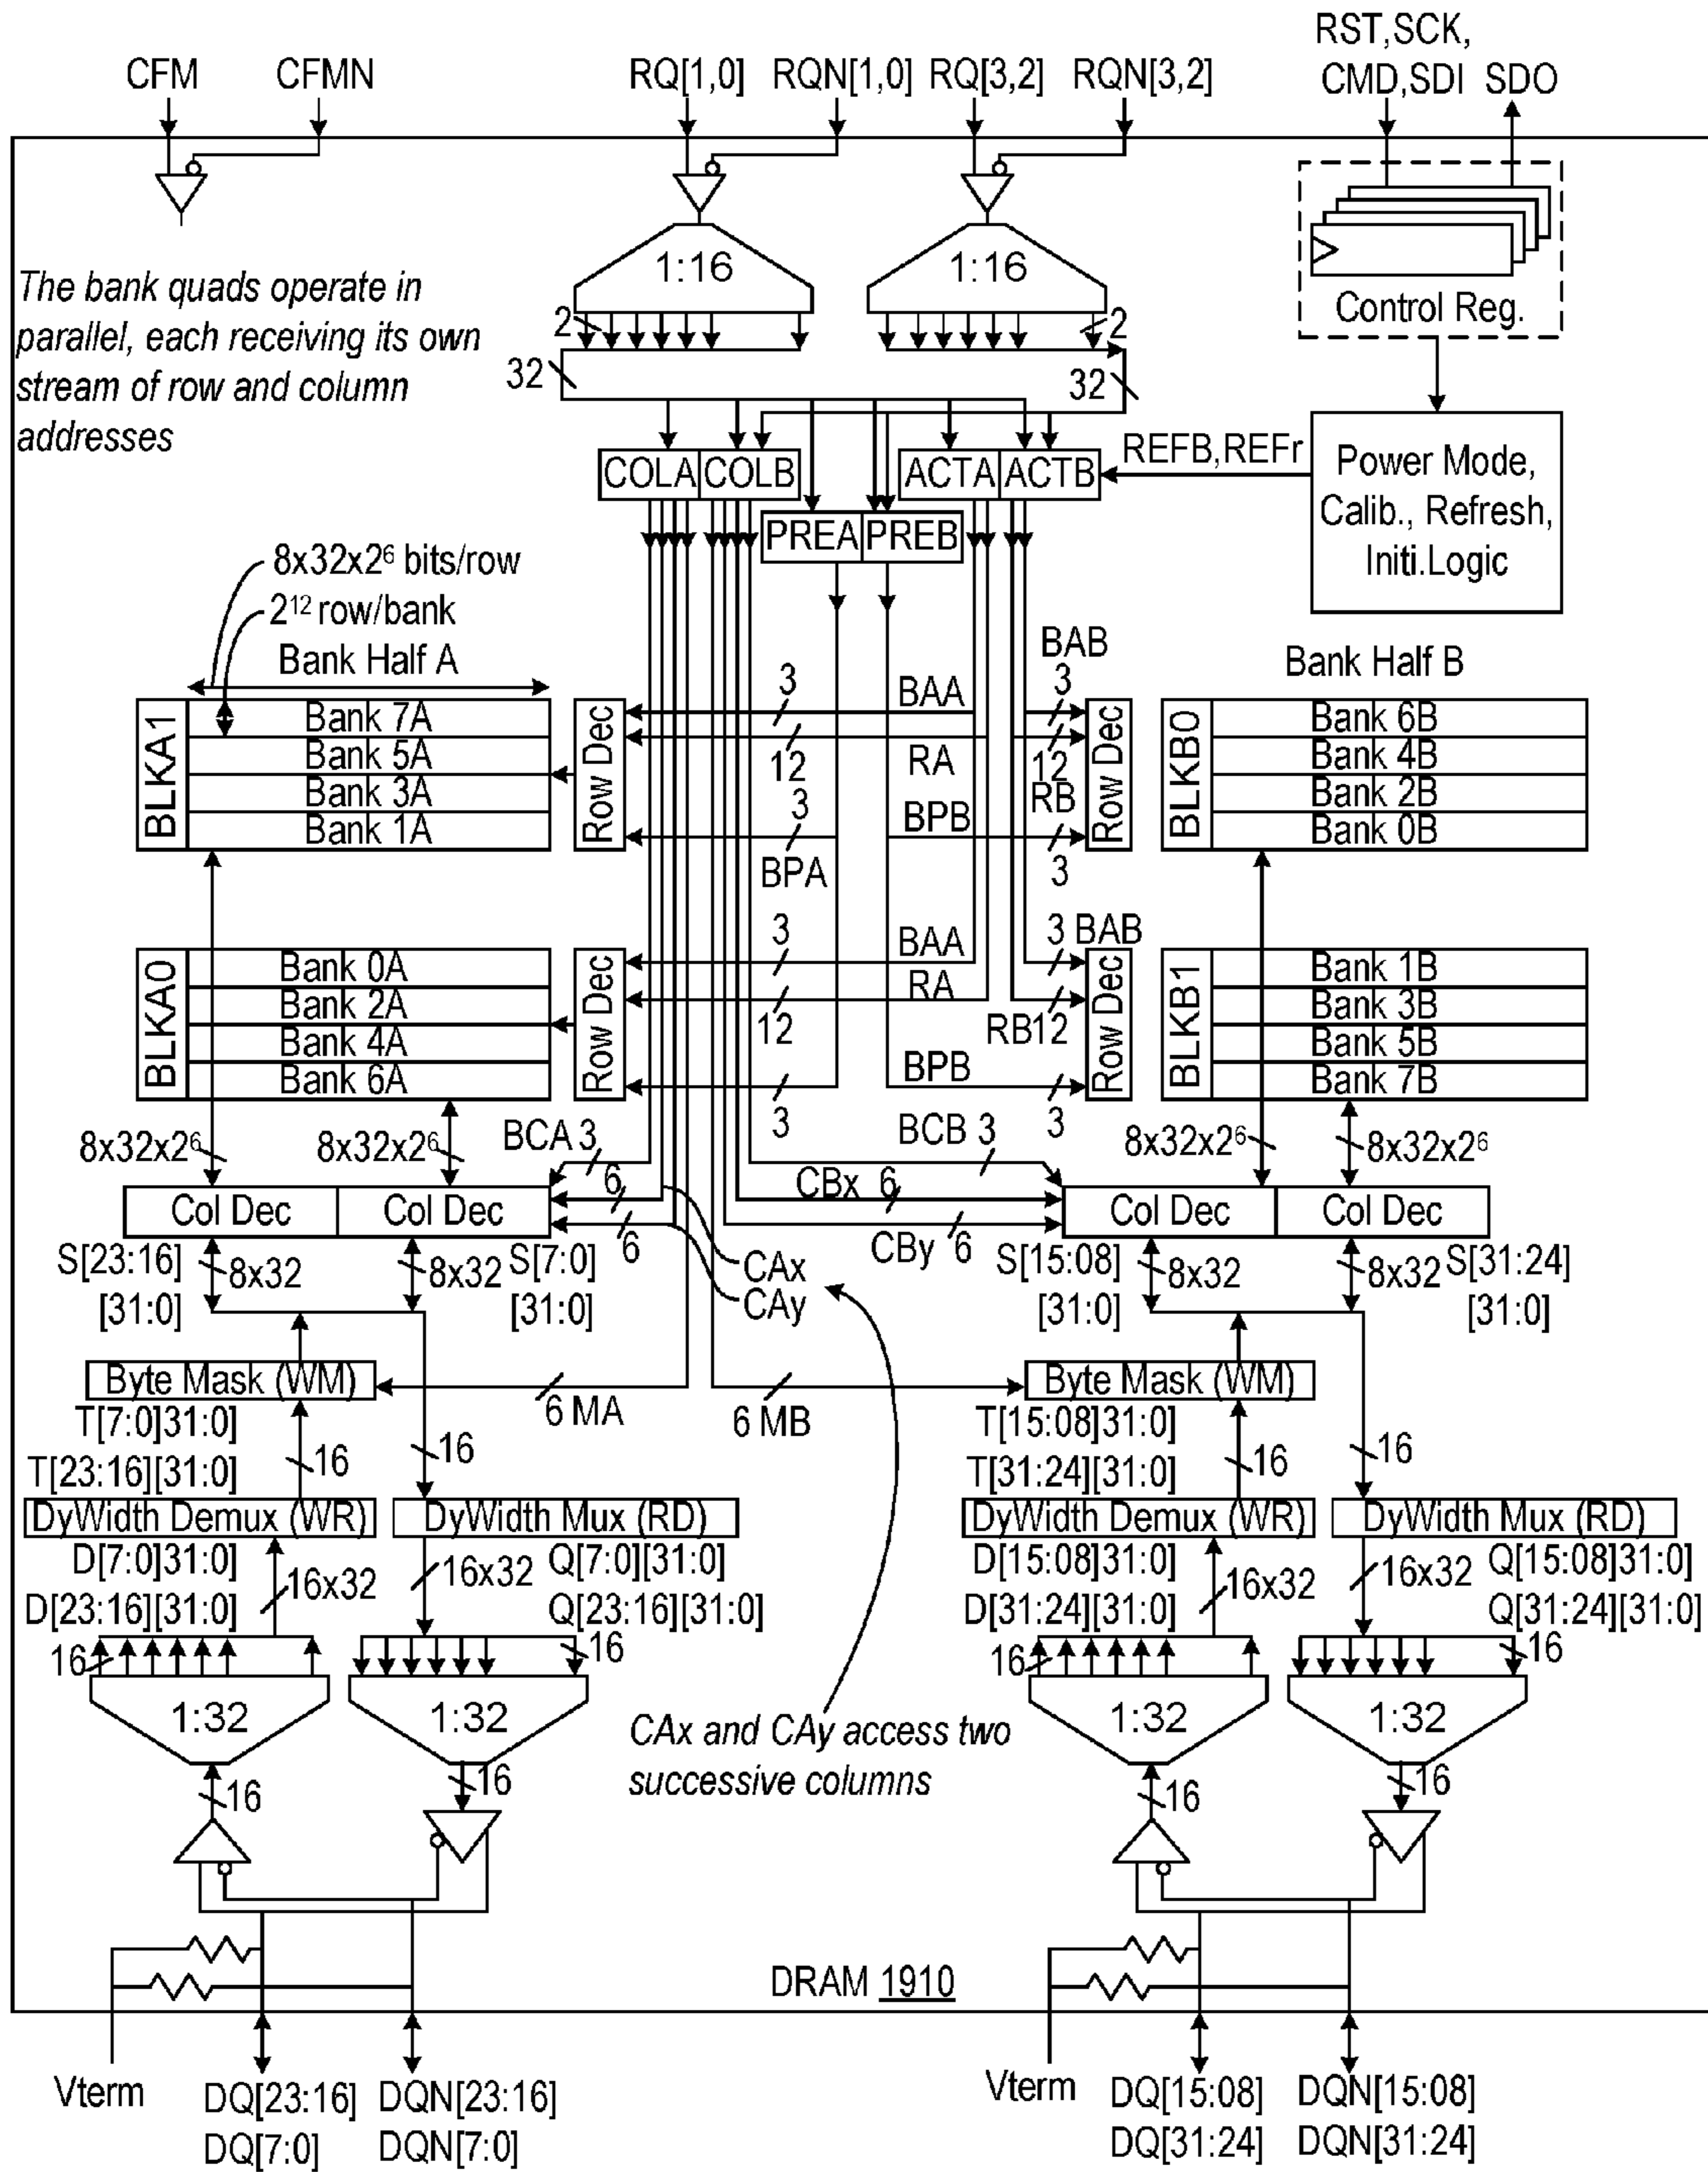 RST,SCK,
CFM CFMN RQ[1,0] RQN[1,0] RQ[3,2] RQN[3,2] CMD,SDI SDO
1:16 1:16
The bank quads operate in
parallel, each receiving its own
stream of row and column
addresses
Control Reg.
2 2
32 32
COLA COLB ACTA ACTB REFB,REFr
Power Mode,
Calib., Refresh,
Initi.Logic
PREA PREB
8x32x2⁶ bits/row
2¹² row/bank
Bank Half A BAB Bank Half B
3 BAA 3
BLKA1 Bank 7A Row Dec Row Dec BLKB0 Bank 6B
Bank 5A 12 RA 12 Bank 4B
Bank 3A 3 RB Bank 2B
Bank 1A BPB Bank 0B
BPA 3
3 BAA 3 BAB
BLKA0 Bank 0A Row Dec Row Dec BLKB1 Bank 1B
Bank 2A RA Bank 3B
Bank 4A 12 RB12 Bank 5B
Bank 6A BPB Bank 7B
3 3
8x32x2⁶ 8x32x2⁶ BCA 3 BCB 3 8x32x2⁶ 8x32x2⁶
6 CBx 6
Col Dec Col Dec Col Dec Col Dec
6 CBy 6
S[23:16] 8x32 8x32 S[7:0] CAx S[15:08] 8x32 8x32 S[31:24]
[31:0] [31:0] CAy [31:0] [31:0]
Byte Mask (WM) Byte Mask (WM)
6 MA 6 MB
T[7:0]31:0] T[15:08]31:0]
T[23:16][31:0] 16 16 T[31:24][31:0] 16 16
DyWidth Demux (WR) DyWidth Mux (RD) DyWidth Demux (WR) DyWidth Mux (RD)
D[7:0]31:0] Q[7:0][31:0] D[15:08]31:0] Q[15:08]31:0]
16x32 16x32 16x32 16x32
D[23:16][31:0] Q[23:16][31:0] D[31:24][31:0] Q[31:24][31:0]
16 16 16 16
1:32 1:32 1:32 1:32
CAx and CAy access two
successive columns
16 16 16 16
DRAM 1910
Vterm DQ[23:16] DQN[23:16] Vterm DQ[15:08] DQN[15:08]
DQ[7:0] DQN[7:0] DQ[31:24] DQN[31:24]